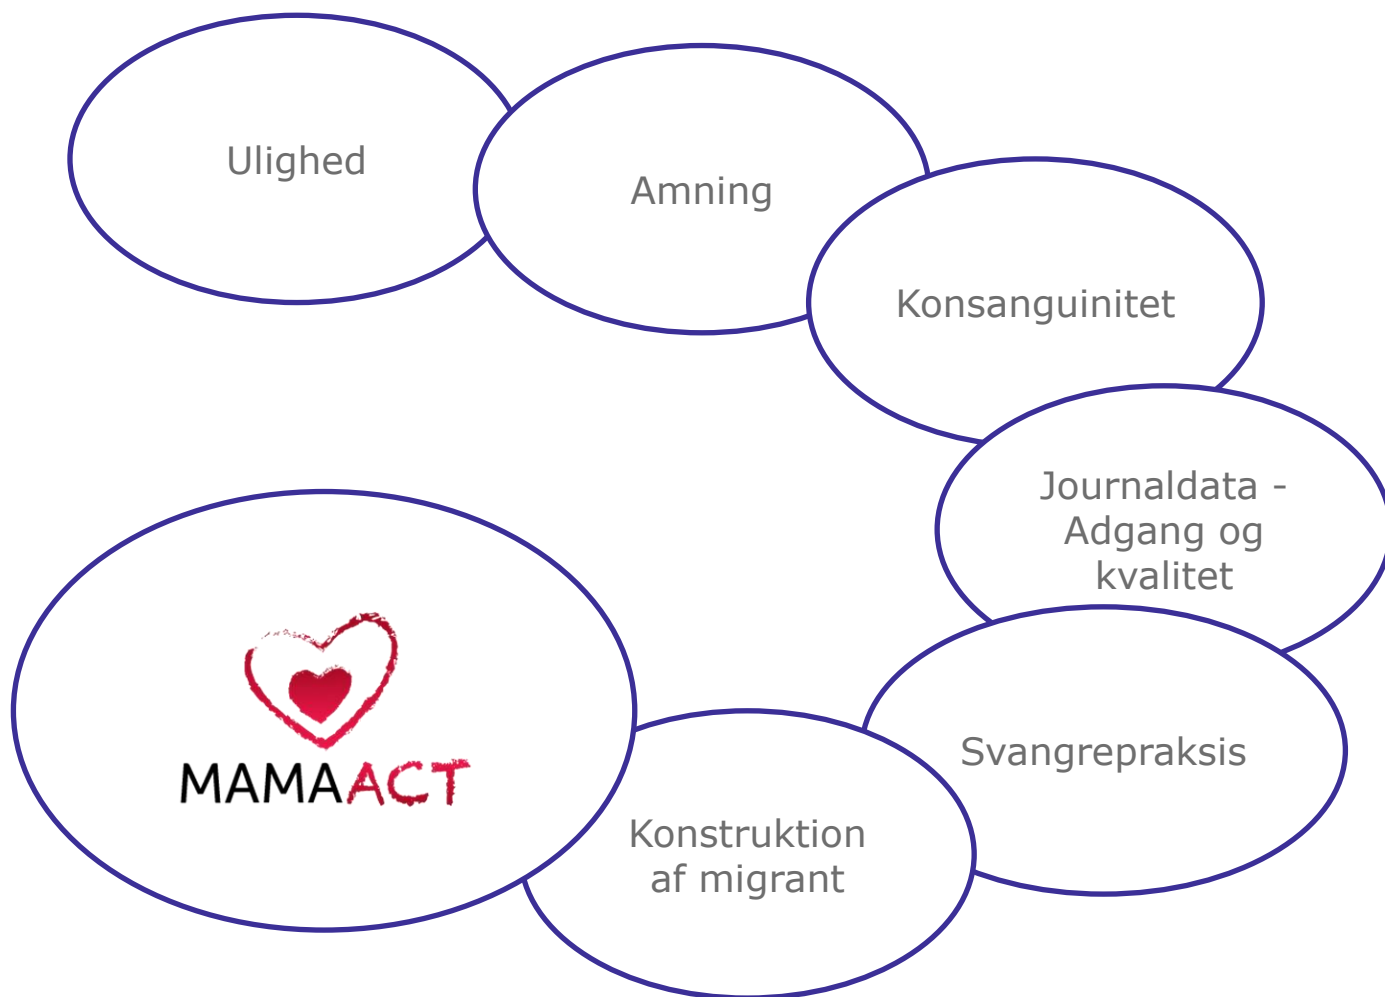 Ulighed
Amning
Konsanguinitet
Journaldata -
Adgang og
kvalitet
Svangrepraksis
Konstruktion
af migrant
MAMAACT